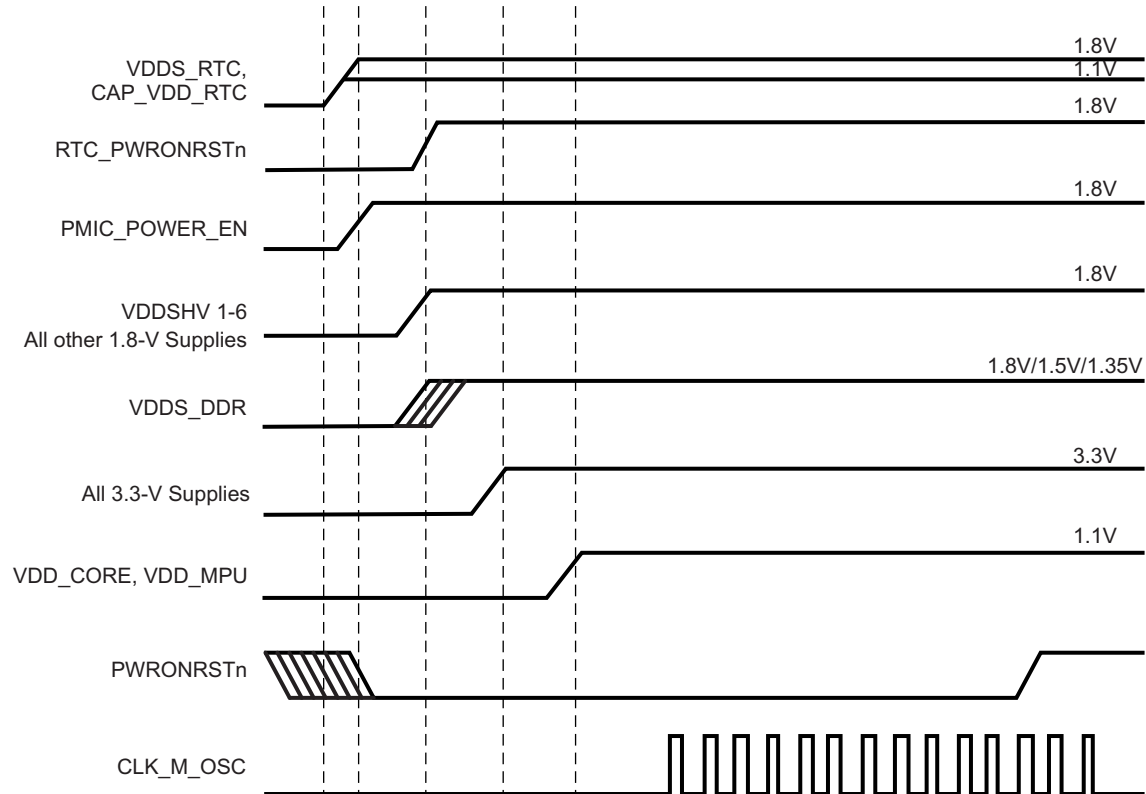 1.8V
VDDS_RTC,
CAP_VDD_RTC
1.1V
1.8V
RTC_PWRONRSTn
1.8V
PMIC_POWER_EN
1.8V
VDDSHV 1-6
All other 1.8-V Supplies
1.8V/1.5V/1.35V
VDDS_DDR
3.3V
All 3.3-V Supplies
1.1V
VDD_CORE, VDD_MPU
PWRONRSTn
CLK_M_OSC